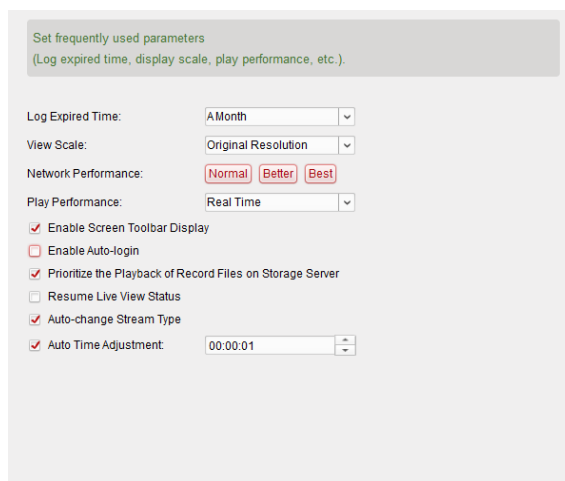 Set frequently used parameters
(Log expired time, display scale, play performance, etc.).
Log Expired Time: A Month
View Scale: Original Resolution
Network Performance: Normal Better Best
Play Performance: Real Time
Enable Screen Toolbar Display
Enable Auto-login
Prioritize the Playback of Record Files on Storage Server
Resume Live View Status
Auto-change Stream Type
Auto Time Adjustment: 00:00:01